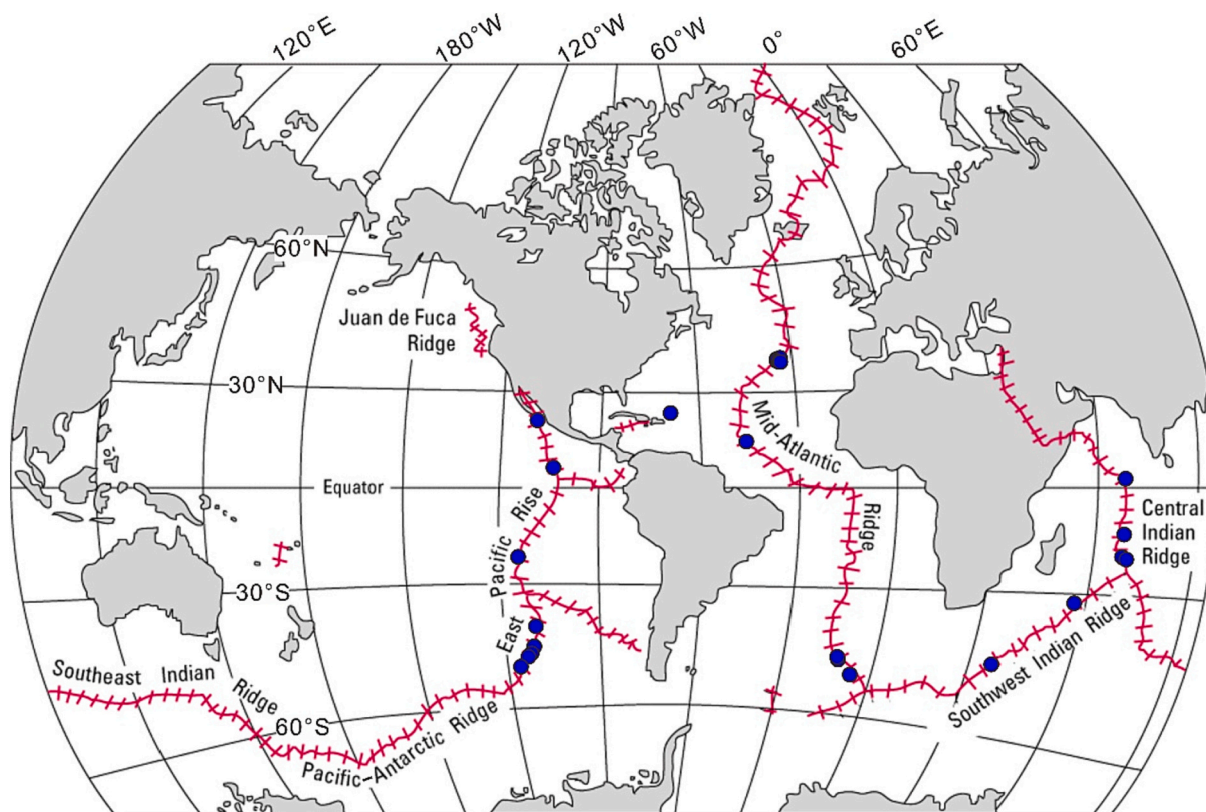 120°E
180°W
120°W
60°W
0°
60°E
60°N
Juan de Fuca
Ridge
30°N
Mid-Atlantic
Ridge
Equator
East Pacific Rise
Central
Indian
Ridge
30°S
Southeast Indian
Ridge
Southwest Indian Ridge
60°S
Pacific–Antarctic Ridge